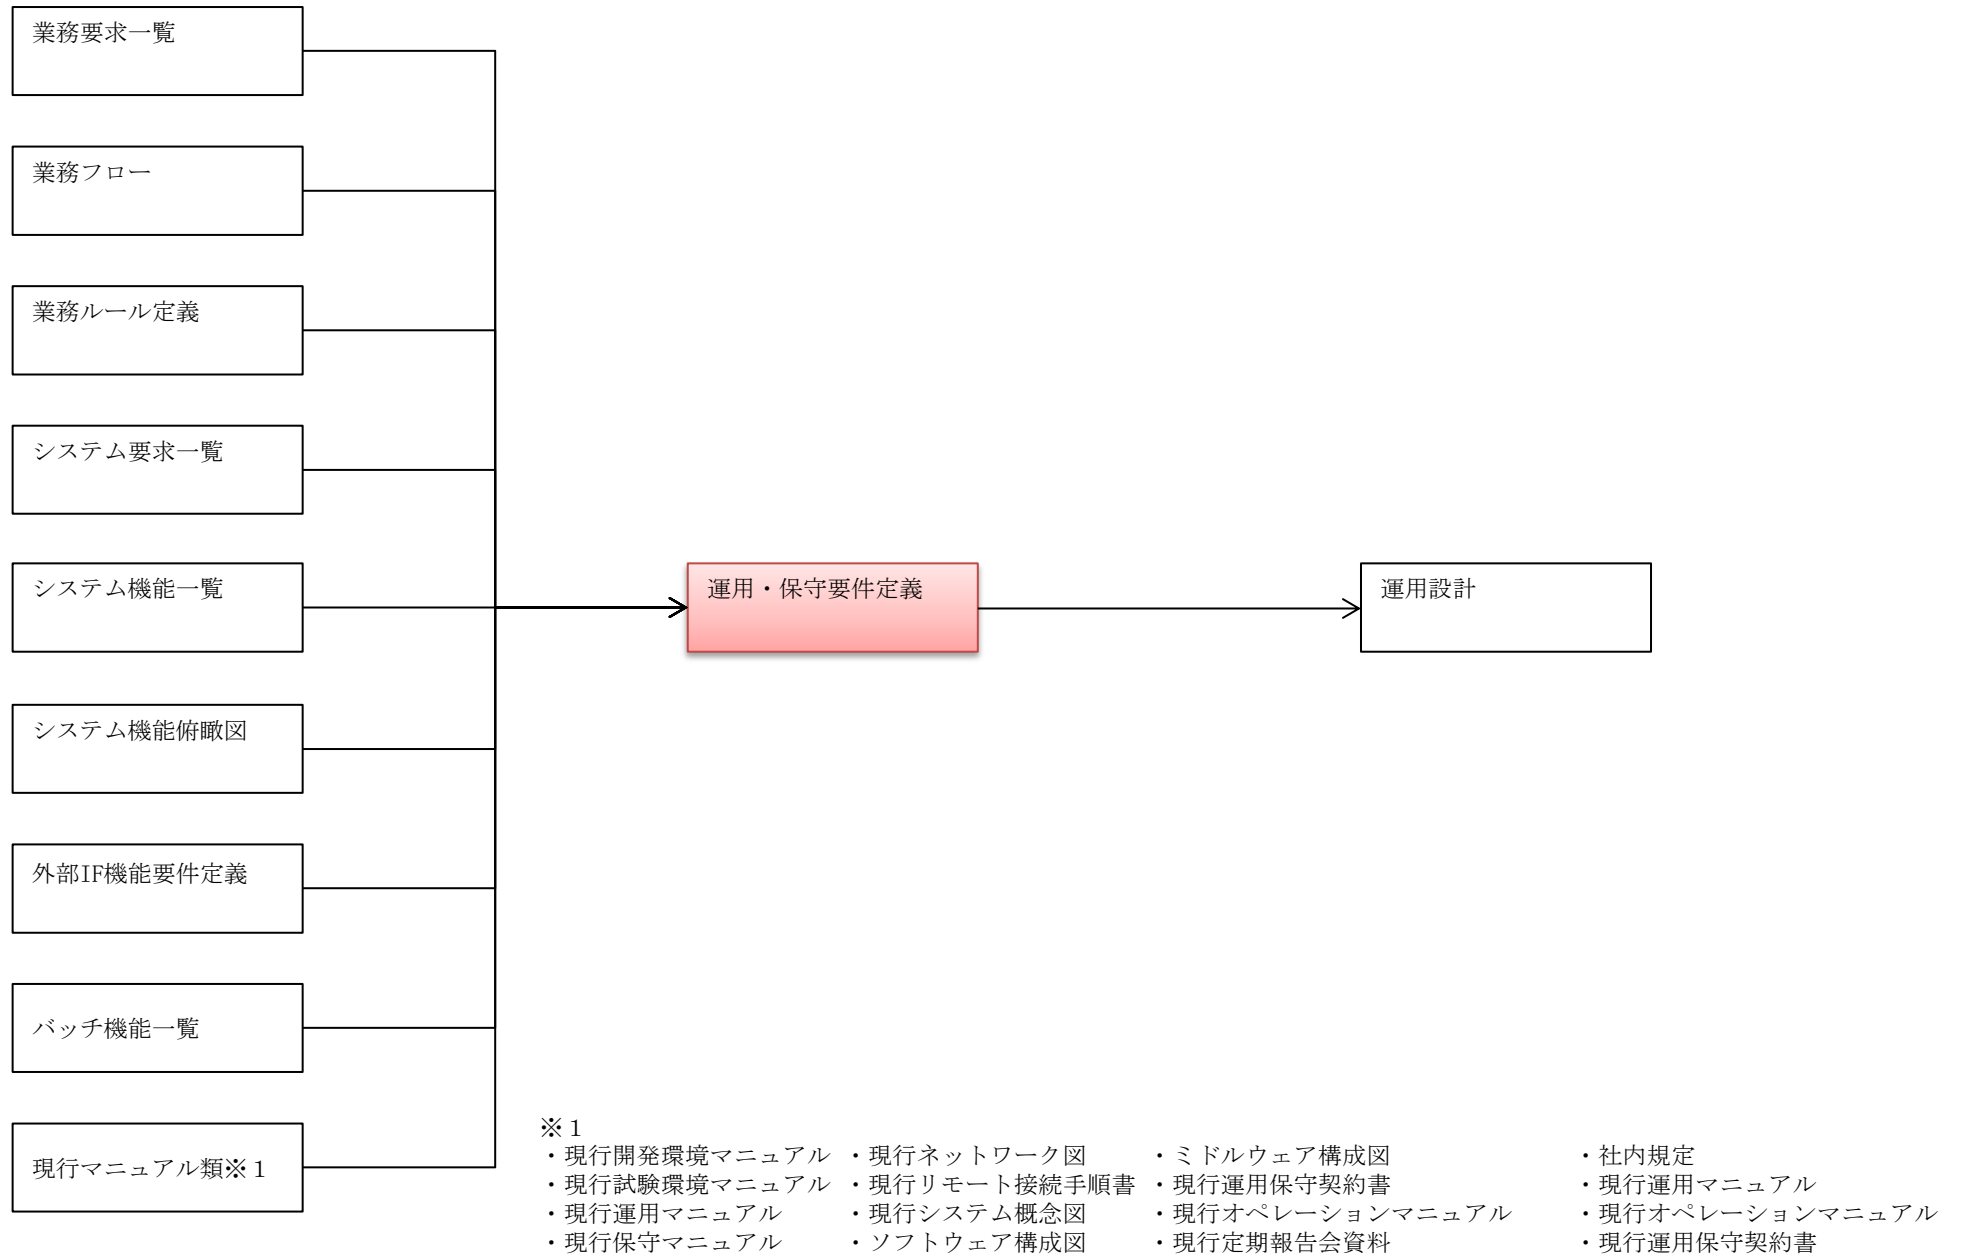 業務要求一覧
業務フロー
業務ルール定義
システム要求一覧
システム機能一覧
運用・保守要件定義
運用設計
システム機能俯瞰図
外部IF機能要件定義
バッチ機能一覧
現行マニュアル類※１
※１
・現行開発環境マニュアル ・現行ネットワーク図 ・ミドルウェア構成図 ・社内規定
・現行試験環境マニュアル ・現行リモート接続手順書 ・現行運用保守契約書 ・現行運用マニュアル
・現行運用マニュアル ・現行システム概念図 ・現行オペレーションマニュアル ・現行オペレーションマニュアル
・現行保守マニュアル ・ソフトウェア構成図 ・現行定期報告会資料 ・現行運用保守契約書